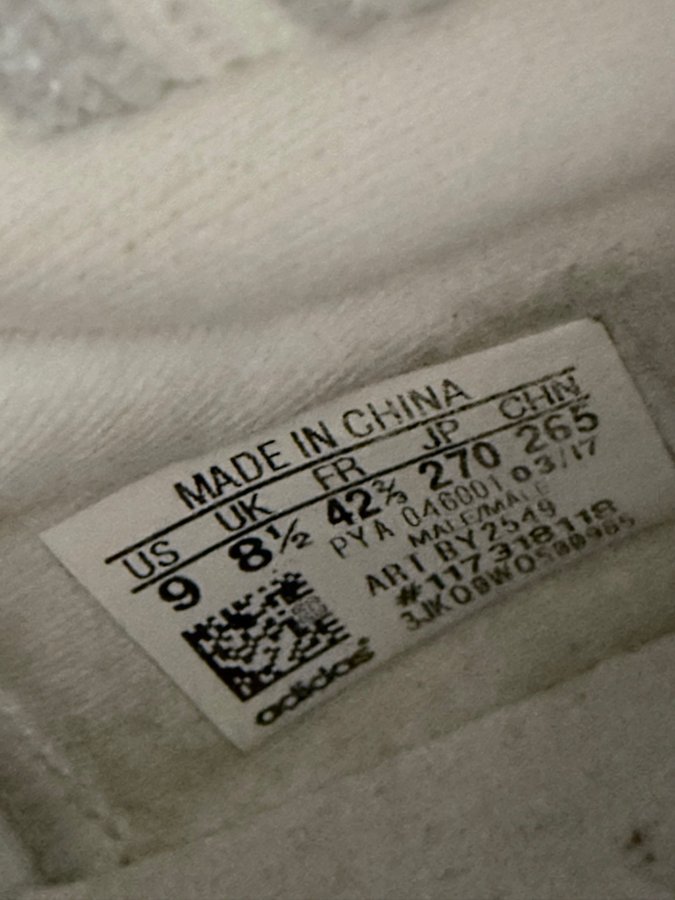 MADE IN CHINA
US UK FR JP CHN
9 8½ 42⅔ 270 265
PYA 046001 03/17
MALE/MALE
ART BY2549
#117318118
adidas